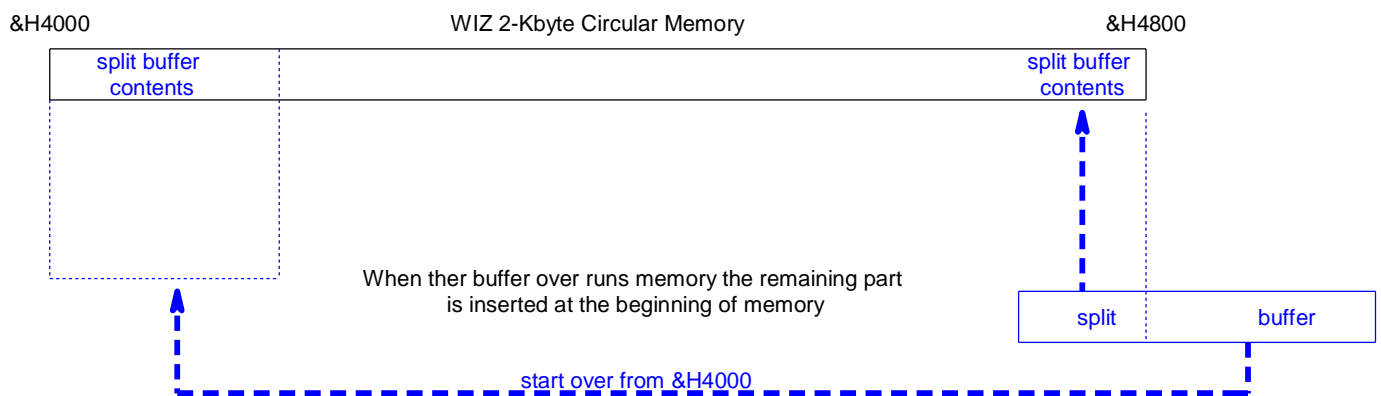 &H4000
WIZ 2-Kbyte Circular Memory
&H4800
split buffer
contents
split buffer
contents
When ther buffer over runs memory the remaining part
is inserted at the beginning of memory
split
buffer
start over from &H4000